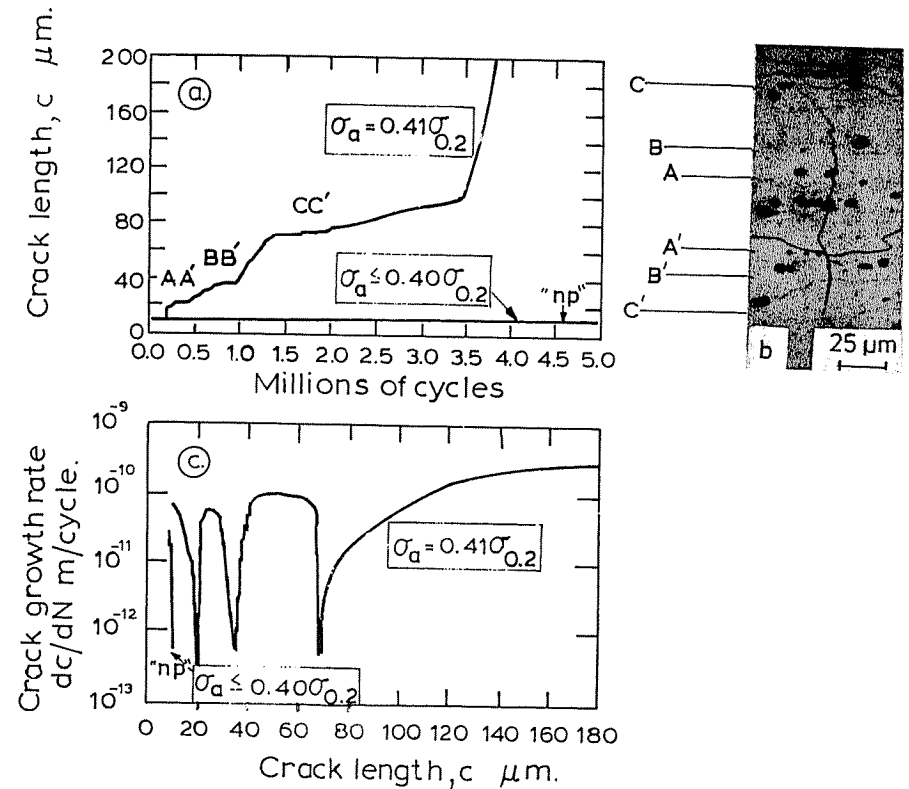 Crack length, c μm.
200
160
120
80
40
0
a.
σa = 0.41σ0.2
CC'
BB'
AA'
σa ≤ 0.40σ0.2
"np"
0.0 0.5 1.0 1.5 2.0 2.5 3.0 3.5 4.0 4.5 5.0
Millions of cycles
C
B
A
A'
B'
C'
b
25 μm
Crack growth rate
dc/dN m/cycle.
10-9
10-10
10-11
10-12
10-13
c.
σa = 0.41σ0.2
"np"
σa ≤ 0.40σ0.2
0 20 40 60 80 100 120 140 160 180
Crack length, c μm.